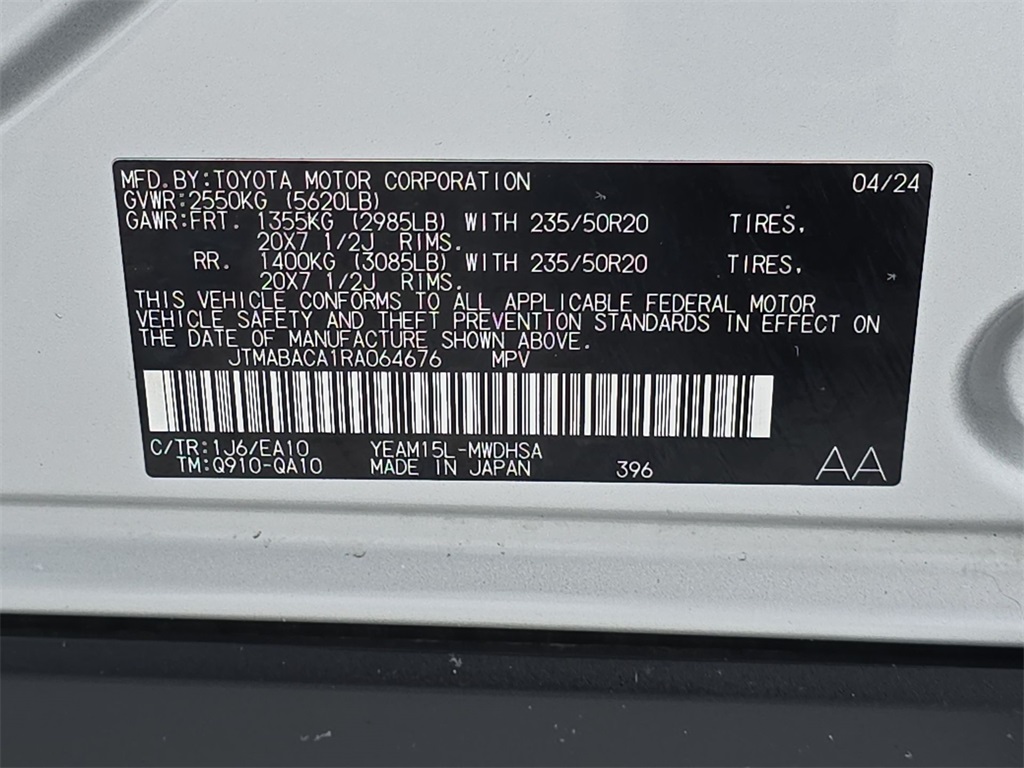 MFD.BY:TOYOTA MOTOR CORPORATION 04/24
GVWR:2550KG (5620LB)
GAWR:FRT. 1355KG (2985LB) WITH 235/50R20 TIRES,
20X7 1/2J RIMS.
RR. 1400KG (3085LB) WITH 235/50R20 TIRES,
20X7 1/2J RIMS.
THIS VEHICLE CONFORMS TO ALL APPLICABLE FEDERAL MOTOR
VEHICLE SAFETY AND THEFT PREVENTION STANDARDS IN EFFECT ON
THE DATE OF MANUFACTURE SHOWN ABOVE.
JTMABACA1RA064676 MPV
C/TR:1J6/EA10 YEAM15L-MWDHSA
TM:Q910-QA10 MADE IN JAPAN 396 AA